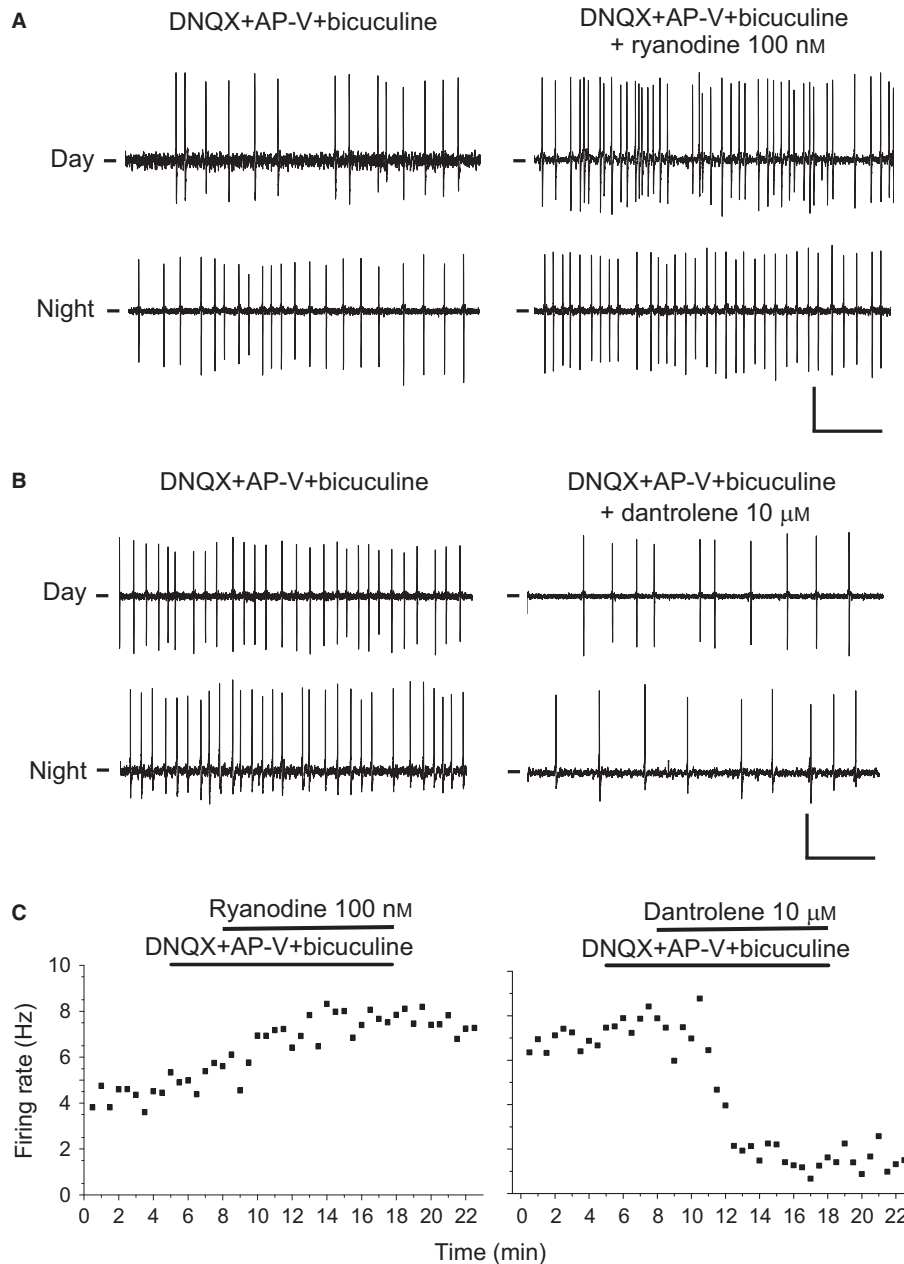 A
DNQX+AP-V+bicuculine
DNQX+AP-V+bicuculine
+ ryanodine 100 nM
Day
Night
B
DNQX+AP-V+bicuculine
DNQX+AP-V+bicuculine
+ dantrolene 10 μM
Day
Night
C
Ryanodine 100 nM
DNQX+AP-V+bicuculine
Dantrolene 10 μM
DNQX+AP-V+bicuculine
10
8
6
4
2
0
Firing rate (Hz)
0 2 4 6 8 10 12 14 16 18 20 22
0 2 4 6 8 10 12 14 16 18 20 22
Time (min)